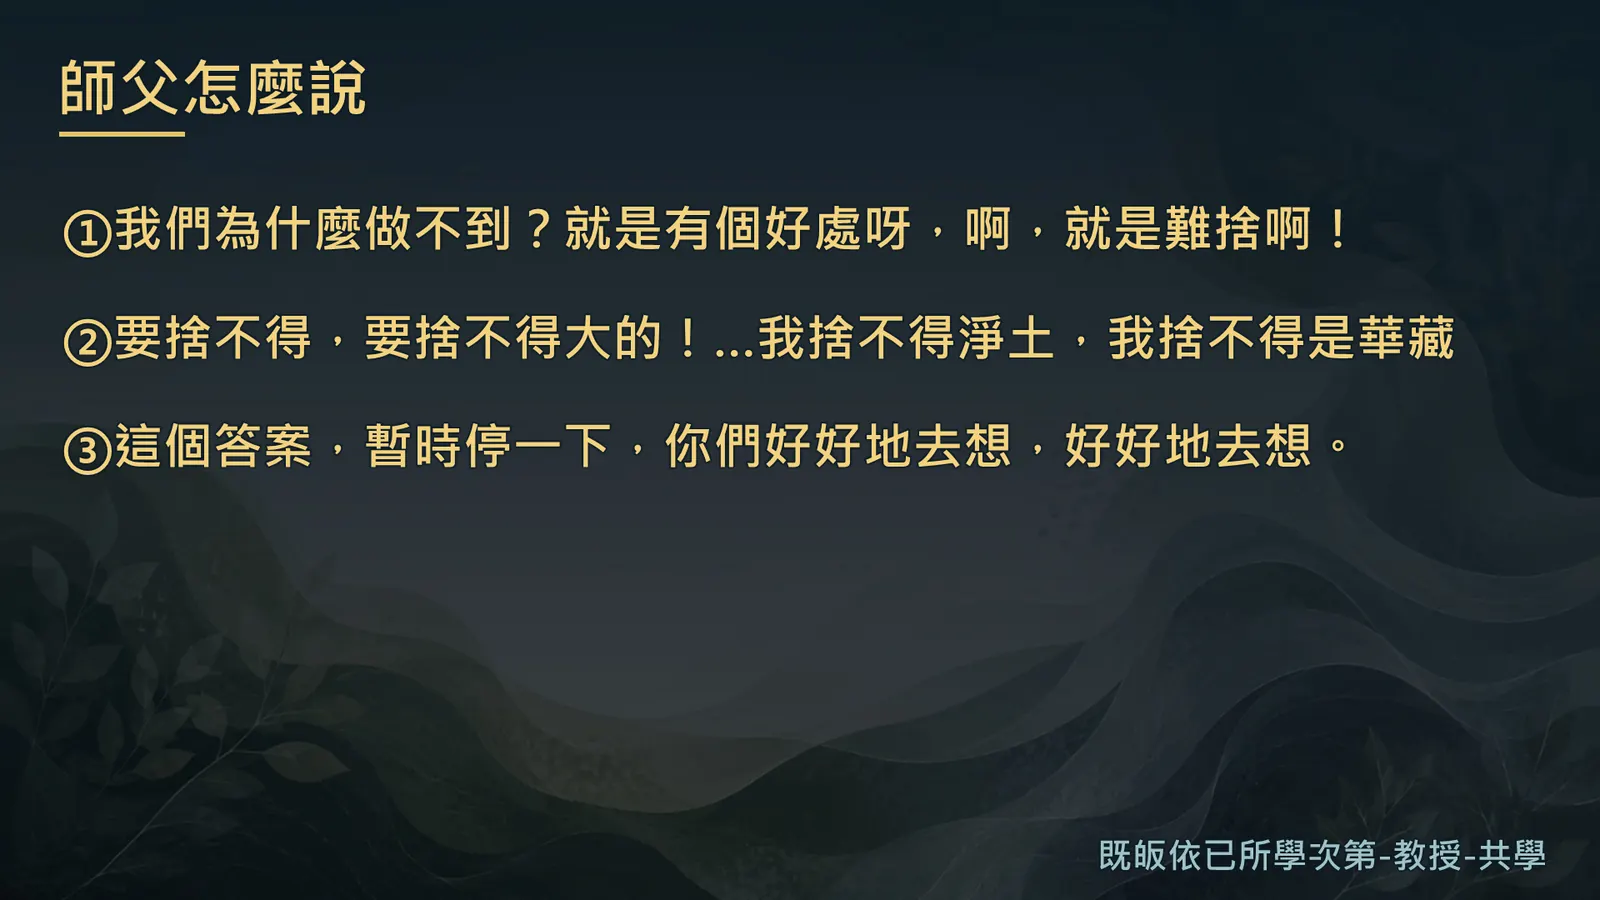 師父怎麼說
①我們為什麼做不到？就是有個好處呀，啊，就是難捨啊！
②要捨不得，要捨不得大的！...我捨不得淨土，我捨不得是華藏
③這個答案，暫時停一下，你們好好地去想，好好地去想。
既皈依已所學次第-教授-共學